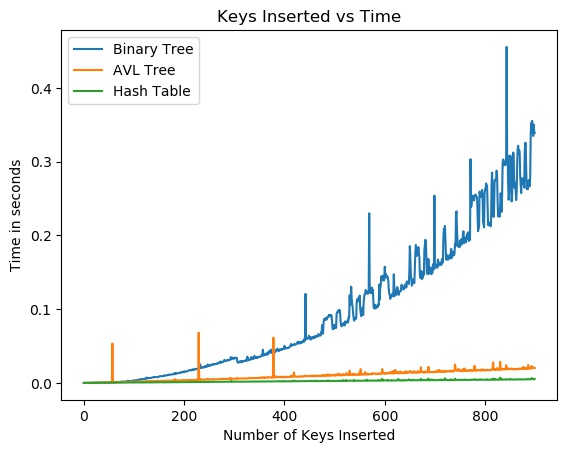 Keys Inserted vs Time
Binary Tree
AVL Tree
Hash Table
Time in seconds
0.4
0.3
0.2
0.1
0.0
0
200
400
600
800
Number of Keys Inserted